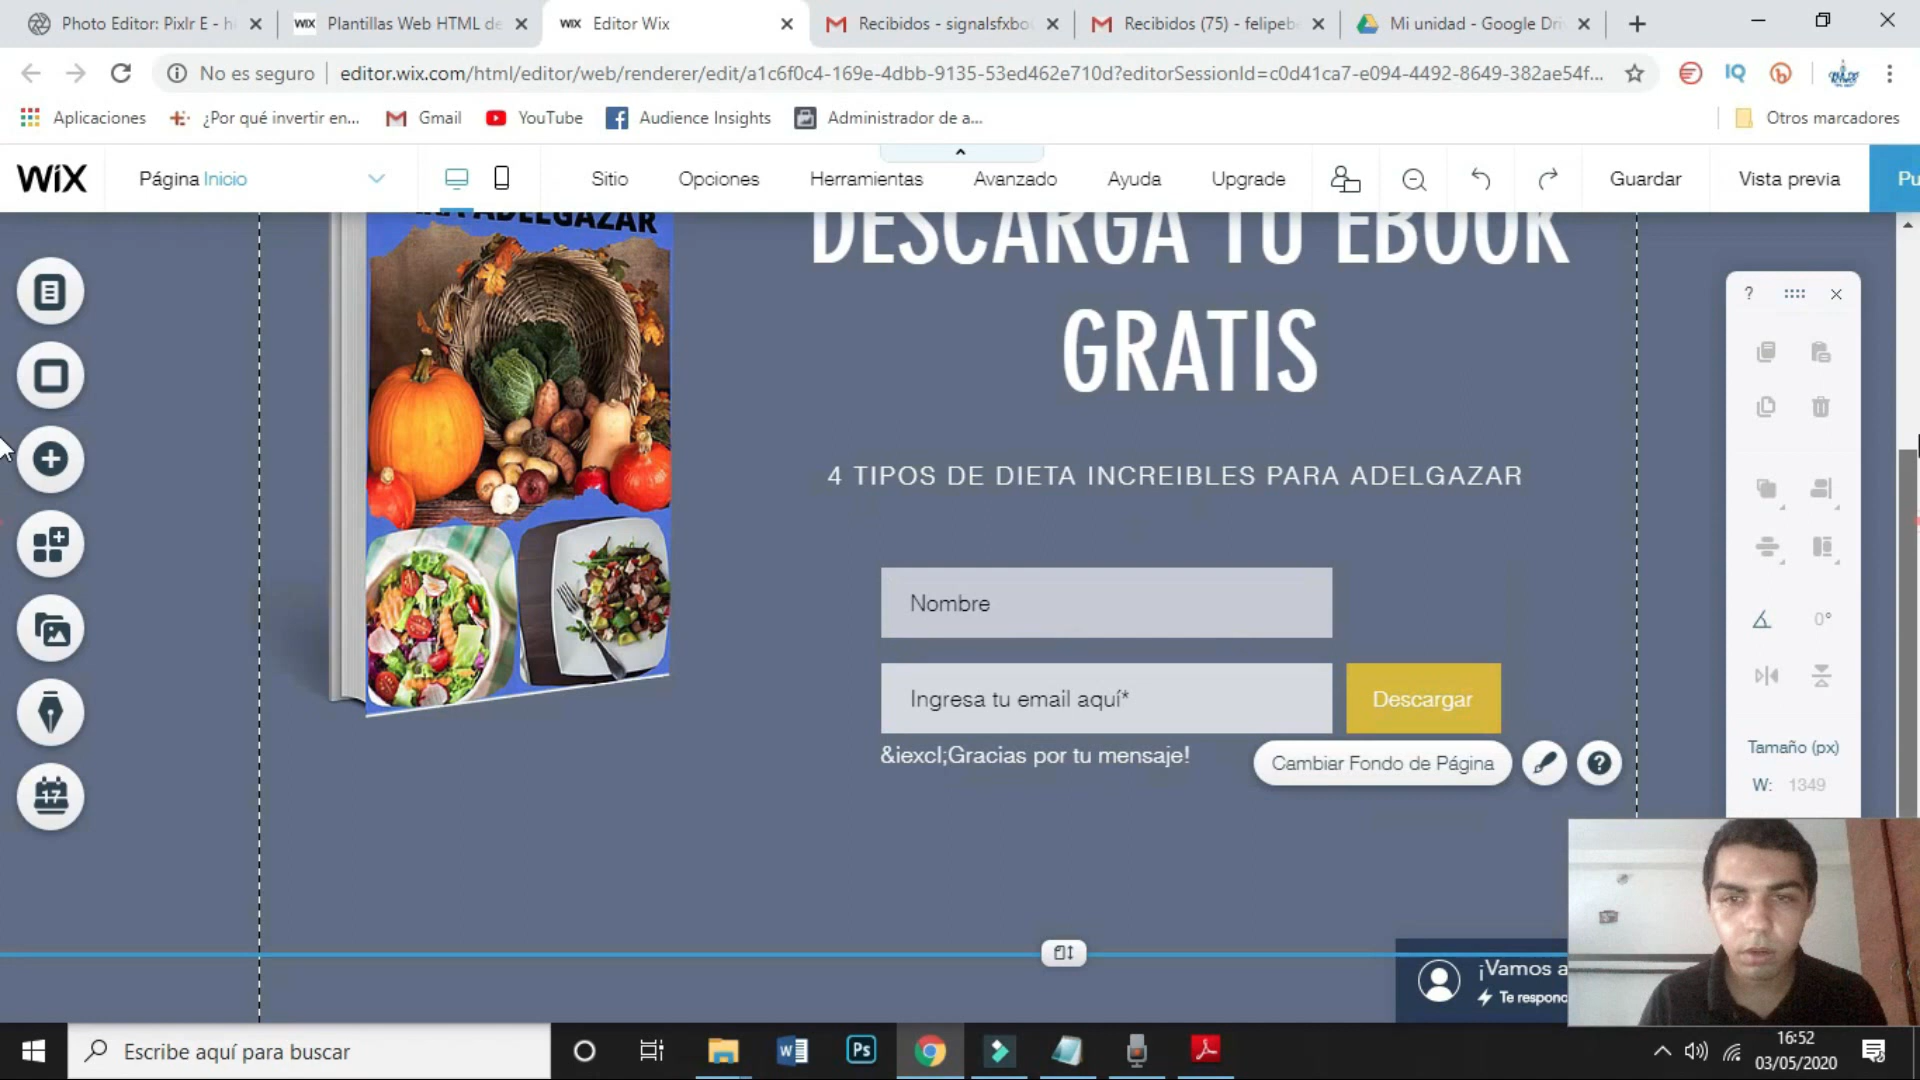 Photo Editor: Pixlr E - h
Plantillas Web HTML de
Editor Wix
Recibidos - signalsfxbo
Recibidos (75) - felipeb
Mi unidad - Google Dri
No es seguro
editor.wix.com/html/editor/web/renderer/edit/a1c6f0c4-169e-4dbb-9135-53ed462e710d?editorSessionId=c0d41ca7-e094-4492-8649-382ae54f...
Aplicaciones
¿Por qué invertir en...
Gmail
YouTube
Audience Insights
Administrador de a...
Otros marcadores
WiX
Página Inicio
Sitio
Opciones
Herramientas
Avanzado
Ayuda
Upgrade
Guardar
Vista previa
Pu
ADELGAZAR
DESCARGA TU EBOOK
GRATIS
4 TIPOS DE DIETA INCREIBLES PARA ADELGAZAR
Nombre
Ingresa tu email aquí*
Descargar
&iexcl;Gracias por tu mensaje!
Cambiar Fondo de Página
0°
Tamaño (px)
W: 1349
17
¡Vamos a
Te respond
Escribe aquí para buscar
16:52
03/05/2020